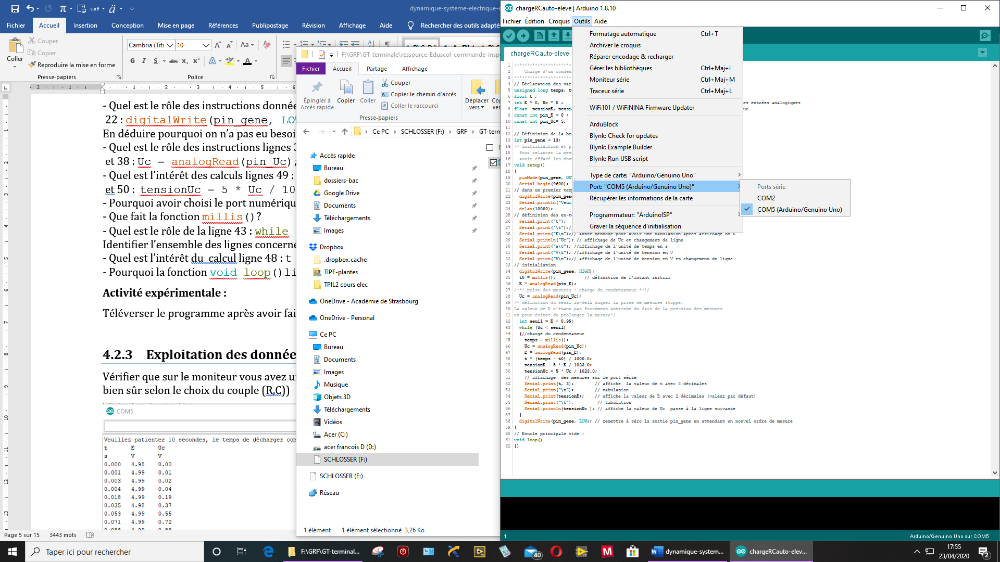 dynamique-systeme-electrique-e
Fichier Accueil Insertion Conception Mise en page Références Publipostage Révision Affichage Aide Rechercher des outils adapté
Coller
Couper
Copier
Reproduire la mise en forme
Presse-papiers
Cambria (Tit 10
Police
- Quel est le rôle des instructions donnée
22 : digitalWrite(pin_gene, LOW
En déduire pourquoi on n'a pas eu besoi
- Quel est le rôle des instructions lignes 3
et 38 : Uc = analogRead(pin_Uc);
- Quel est l'intérêt des calculs lignes 49 :
et 50 : tensionUc = 5 * Uc / 10
- Pourquoi avoir choisi le port numériqu
- Que fait la fonction millis()?
- Quel est le rôle de la ligne 43 : while
Identifier l'ensemble des lignes concerné
- Quel est l'intérêt du calcul ligne 48 : t
- Pourquoi la fonction void loop()li
Activité expérimentale :
Téléverser le programme après avoir fai
4.2.3 Exploitation des donnée
Vérifier que sur le moniteur vous avez u
bien sûr selon le choix du couple (R,C))
COM5
Veuillez patienter 10 secondes, le temps de décharger com
t E Uc
s V V
0.000 4.98 0.00
0.001 4.99 0.01
0.003 4.99 0.02
0.004 4.99 0.04
0.018 4.99 0.19
0.035 4.98 0.37
0.053 4.99 0.55
0.071 4.99 0.72
Page 5 sur 15 3443 mots
F:\GRF\GT-terminale\ressource-Eduscol-commande-inspe
Fichier Accueil Partage Affichage
Épingler à Accès rapide
Copier
Coller
Couper
Copier le chemin d'accès
Coller le raccourci
Presse-papiers
Déplacer vers
Ce PC > SCHLOSSER (F:) > GRF > GT-term
Accès rapide
Bureau
dossiers-bac
Google Drive
Documents
Téléchargements
Images
Dropbox
.dropbox.cache
TIPE-plantes
TPIL2 cours elec
OneDrive - Académie de Strasbourg
OneDrive - Personal
Ce PC
Bureau
Documents
Images
Musique
Objets 3D
Téléchargements
Vidéos
Acer (C:)
acer francois D (D:)
SCHLOSSER (F:)
SCHLOSSER (F:)
Réseau
1 élément 1 élément sélectionné 3,26 Ko
chargeRCauto-eleve | Arduino 1.8.10
Fichier Édition Croquis Outils Aide
chargeRCauto-eleve
Formatage automatique Ctrl+T
Archiver le croquis
Réparer encodage & recharger
Gérer les bibliothèques Ctrl+Maj+I
Moniteur série Ctrl+Maj+M
Traceur série Ctrl+Maj+L
WiFi101 / WiFiNINA Firmware Updater
ArduBlock
Blynk: Check for updates
Blynk: Example Builder
Blynk: Run USB script
Type de carte: "Arduino/Genuino Uno"
Port: "COM5 (Arduino/Genuino Uno)"
Récupérer les informations de la carte
Programmateur: "ArduinoISP"
Graver la séquence d'initialisation
Ports série
COM2
COM5 (Arduino/Genuino Uno)
1 /**********************
2 Charge d'un conden
3 **********************
4 // Déclaration des var
5 unsigned long temps, t
6 float t ;
7 int E = 0, Uc = 0 ; es entrées analogiques
8 float tensionE, tensio que
9 const int pin_E = 0 ;
10 const int pin_Uc= 5;
11
12 // Définition de la br
13 int pin_gene = 13;
14 /* Initialisation et p
15 Pour relancer la mes
16 avoir effacé les don
17 void setup()
18 {
19 pinMode(pin_gene, OU
20 Serial.begin(9600);
21 // dans un premier temp
22 digitalWrite(pin_gene
23 Serial.println("Veui
24 delay(10000);
25 // définition des en-t
26 Serial.print("t");
27 Serial.print("\t");/
28 Serial.print("E\t");// autre méthode pour avoir une tabulation après affichage de E
29 Serial.println("Uc"); // affichage de Uc et changement de ligne
30 Serial.print("s\t"); //affichage de l'unité de temps en s
31 Serial.print("V\t"); //affichage de l'unité de tension en V
32 Serial.print("V\n");// affichage de l'unité de tension en V et changement de ligne
33 // initialiation
34 digitalWrite(pin_gene, HIGH);
35 t0 = millis(); // définition de l'intant initial
36 E = analogRead(pin_E);
37 /*** prise des mesures : charge du condensateur ***/
38 Uc = analogRead(pin_Uc);
39 /* définition du seuil au-delà duquel la prise de mesures stoppe.
40 La valeur de E n'étant pas forcément atteinte du fait de la précsion des mesures
41 et pour éviter de prolonger la mesure*/
42 int seuil = E * 0.99;
43 while (Uc < seuil)
44 {//charge du condensateur
45 temps = millis();
46 Uc = analogRead(pin_Uc);
47 E = analogRead(pin_E);
48 t = (temps - t0) / 1000.0;
49 tensionE = 5 * E / 1023.0;
50 tensionUc = 5 * Uc / 1023.0;
51 // affichage des mesures sur le port série
52 Serial.print(t, 3); // affiche la valeur de t avec 3 décimales
53 Serial.print("\t"); // tabulation
54 Serial.print(tensionE); // affiche la valeur de E avec 2 décimales (valeur par défaut)
55 Serial.print("\t"); // tabulation
56 Serial.println(tensionUc ); // affiche la valeur de Uc passe à la ligne suivante
57 }
58 digitalWrite(pin_gene, LOW); // remettre à zéro la sortie pin_gene en attendant un nouvel ordre de mesure
59 }
60 // Boucle principale vide :
61 void loop()
62 {}
1 Arduino/Genuino Uno sur COM5
Taper ici pour rechercher
F:\GRF\GT-terminal...
40
dynamique-system...
chargeRCauto-elev...
17:55
23/04/2020
2